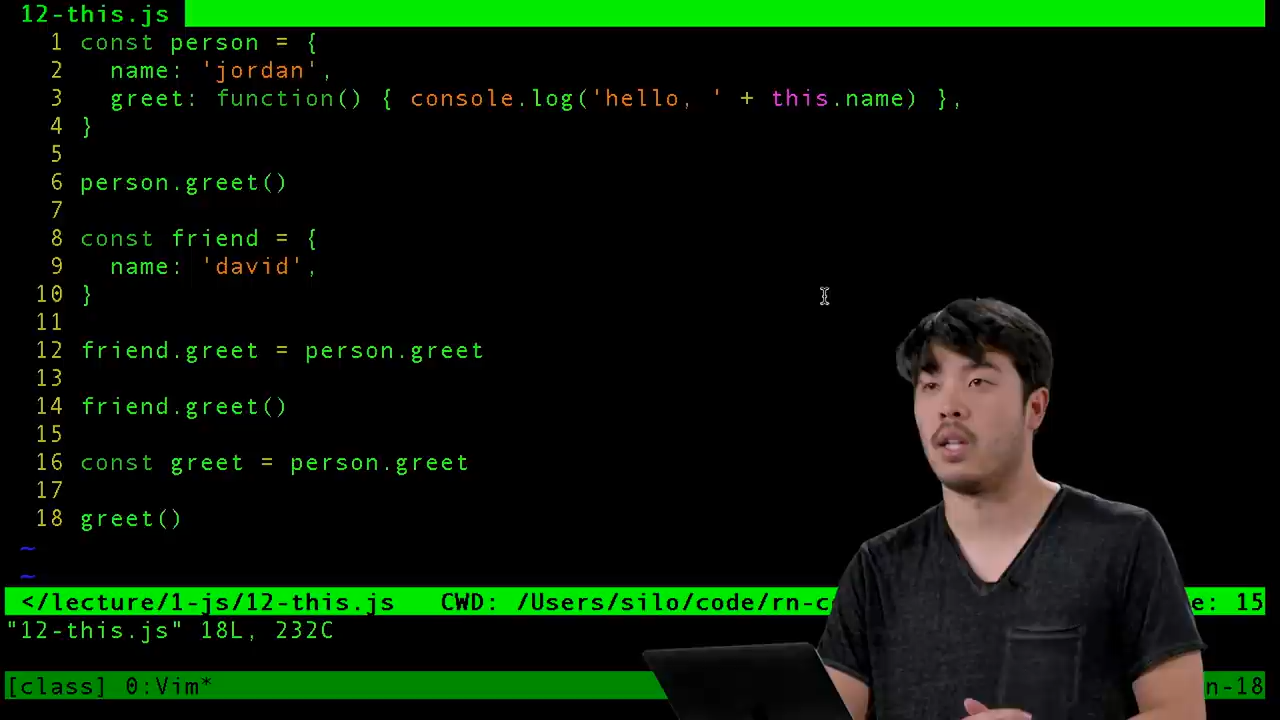 12-this.js
1 const person = {
2   name: 'jordan',
3   greet: function() { console.log('hello, ' + this.name) },
4 }
5
6 person.greet()
7
8 const friend = {
9   name: 'david',
10 }
11
12 friend.greet = person.greet
13
14 friend.greet()
15
16 const greet = person.greet
17
18 greet()
~
~
</lecture/1-js/12-this.js   CWD: /Users/silo/code/rn-c e: 15
"12-this.js" 18L, 232C
[class] 0:Vim* n-18